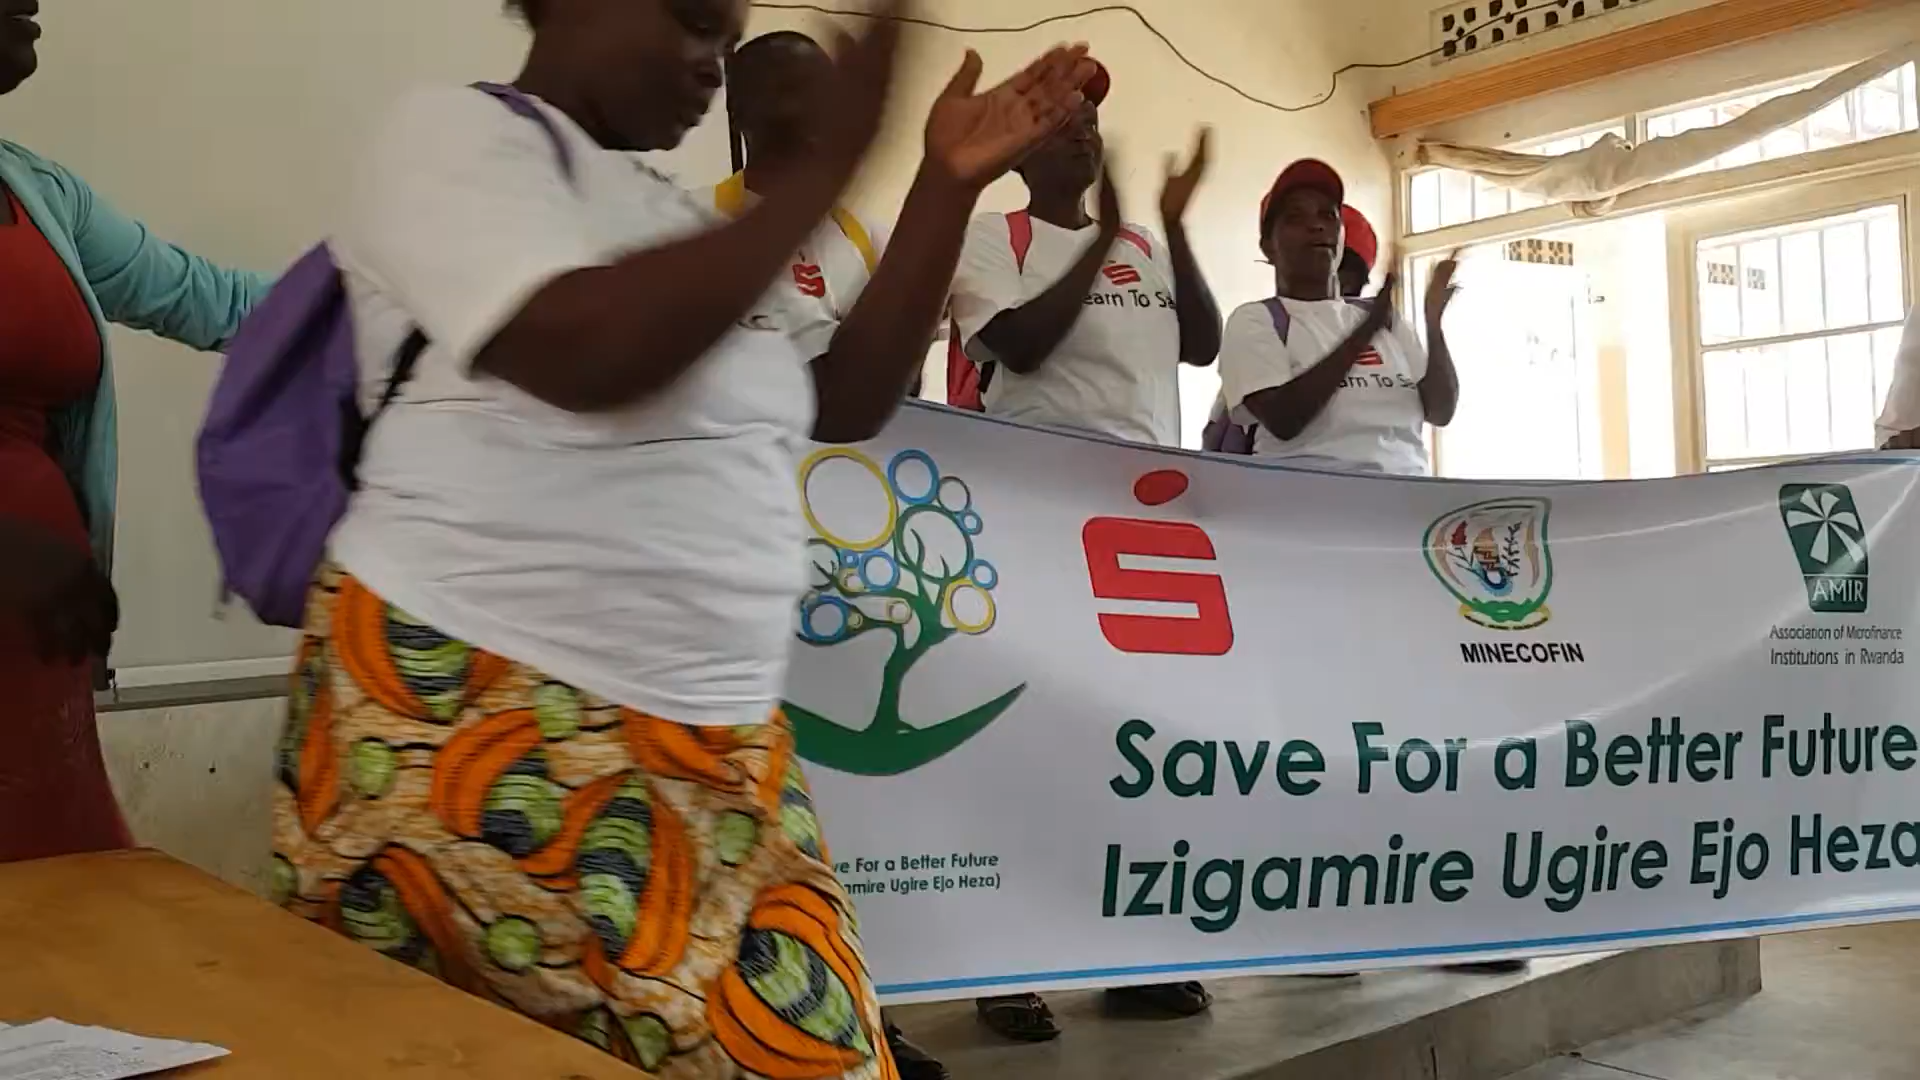 earn To Sa
arn To Se
MINECOFIN
AMIR
Association of Microfinance
Institutions in Rwanda
Save For a Better Future
Izigamire Ugire Ejo Heza
ve For a Better Future
mire Ugire Ejo Heza)